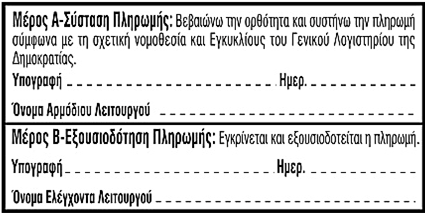 Μέρος Α-Σύσταση Πληρωμής: Βεβαιώνω την ορθότητα και συστήνω την πληρωμή
σύμφωνα με τη σχετική νομοθεσία και Εγκυκλίους του Γενικού Λογιστηρίου της
Δημοκρατίας.
Υπογραφή _ _ _ _ _ _ _ _ _ _ _ _ _ _ _ _ _ _ Ημερ. _ _ _ _ _ _ _ _ _ _
Όνομα Αρμόδιου Λειτουργού _ _ _ _ _ _ _ _ _ _ _ _ _ _ _ _ _ _ _ _
Μέρος Β-Εξουσιοδότηση Πληρωμής: Εγκρίνεται και εξουσιοδοτείται η πληρωμή.
Υπογραφή _ _ _ _ _ _ _ _ _ _ _ _ _ _ _ _ _ _ Ημερ. _ _ _ _ _ _ _ _ _ _
Όνομα Ελέγχοντα Λειτουργού _ _ _ _ _ _ _ _ _ _ _ _ _ _ _ _ _ _ _ _